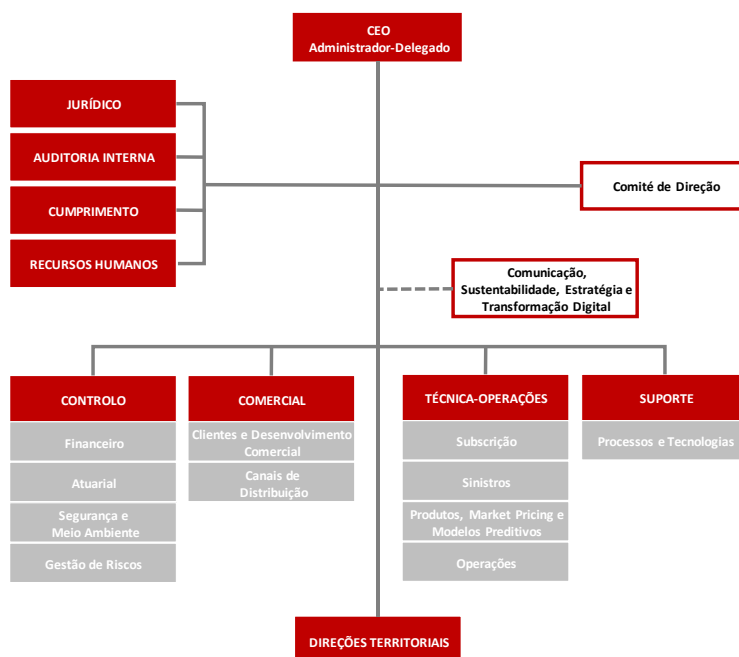 CEO
Administrador-Delegado
JURÍDICO
AUDITORIA INTERNA
CUMPRIMENTO
RECURSOS HUMANOS
Comité de Direção
Comunicação,
Sustentabilidade, Estratégia e
Transformação Digital
CONTROLO
Financeiro
Atuarial
Segurança e
Meio Ambiente
Gestão de Riscos
COMERCIAL
Clientes e Desenvolvimento
Comercial
Canais de
Distribuição
TÉCNICA-OPERAÇÕES
Subscrição
Sinistros
Produtos, Market Pricing e
Modelos Preditivos
Operações
SUPORTE
Processos e Tecnologias
DIREÇÕES TERRITORIAIS